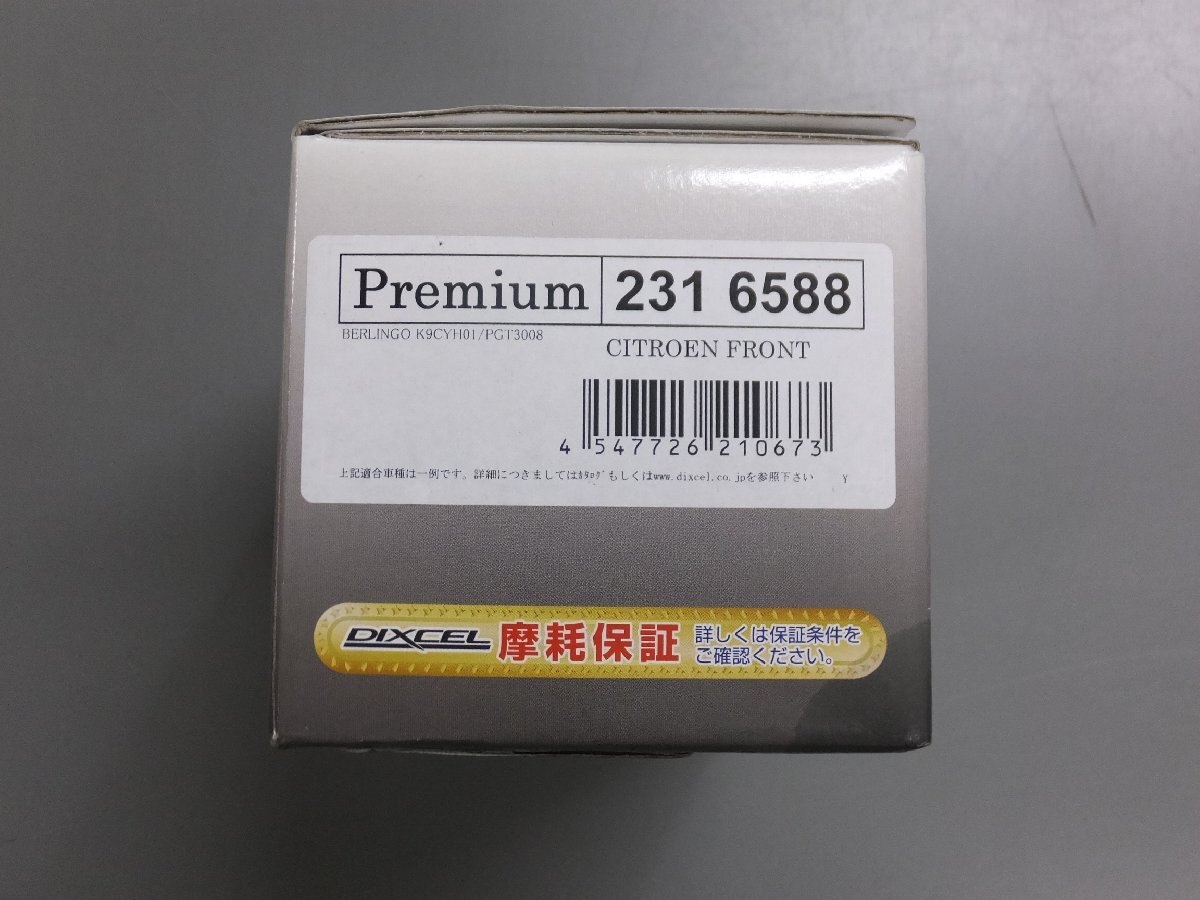 Premium 231 6588
BERLINGO K9CYH01/PGT3008
CITROEN FRONT
4 547726 210673
上記適合車種は一例です。詳細につきましてはｶﾀﾛｸﾞもしくはwww.dixcel.co.jpを参照下さい Y
DIXCEL 摩耗保証 詳しくは保証条件を
ご確認ください。